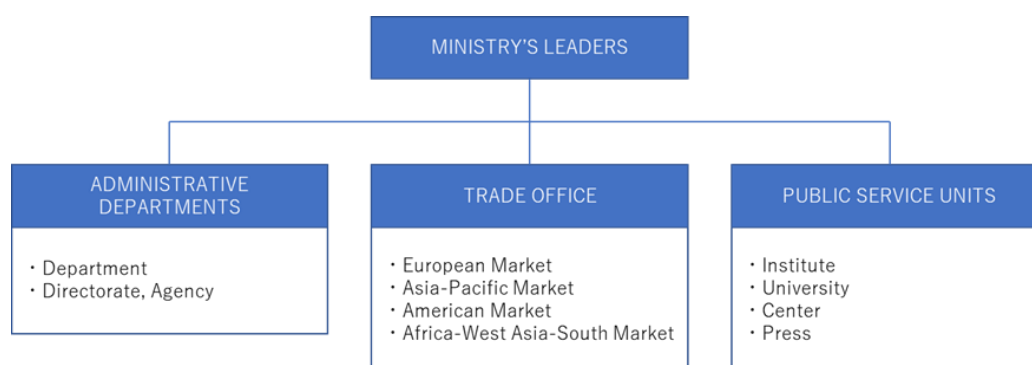 MINISTRY'S LEADERS
ADMINISTRATIVE
DEPARTMENTS
・Department
・Directorate, Agency
TRADE OFFICE
・European Market
・Asia-Pacific Market
・American Market
・Africa-West Asia-South Market
PUBLIC SERVICE UNITS
・Institute
・University
・Center
・Press